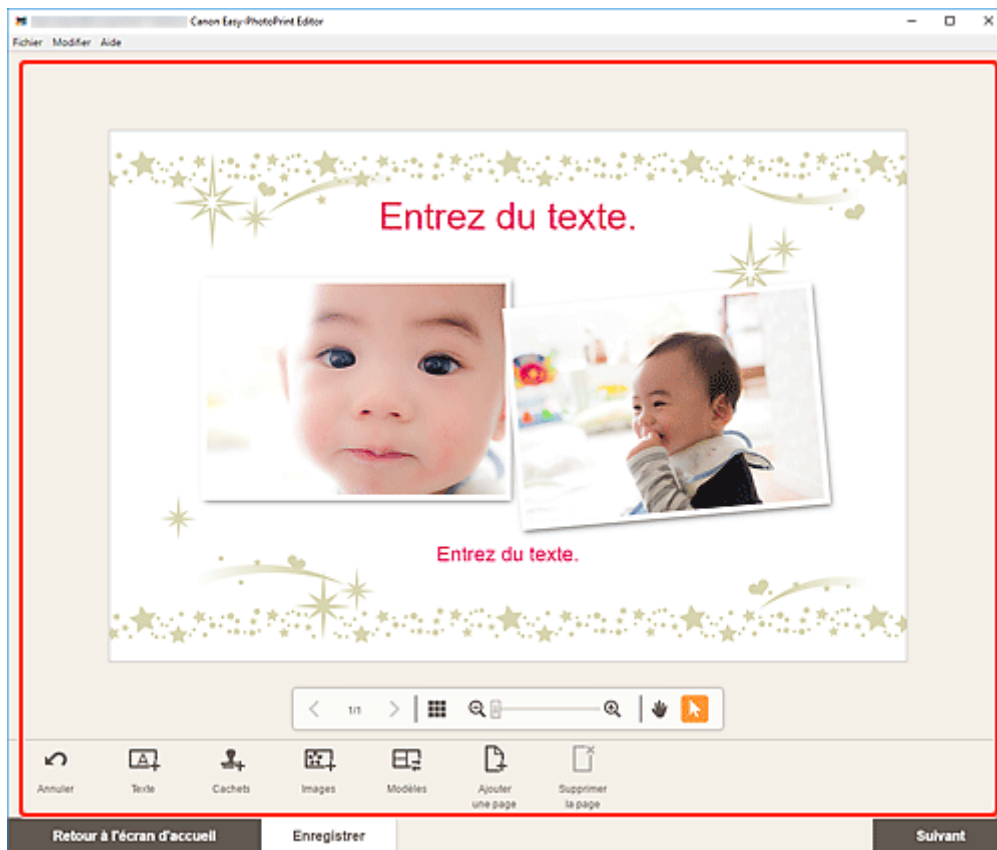 Canon Easy-PhotoPrint Editor
Fichier Modifier Aide
Entrez du texte.
Entrez du texte.
1/1
Annuler Texte Cachets Images Modèles Ajouter une page Supprimer la page
Retour à l'écran d'accueil Enregistrer Suivant